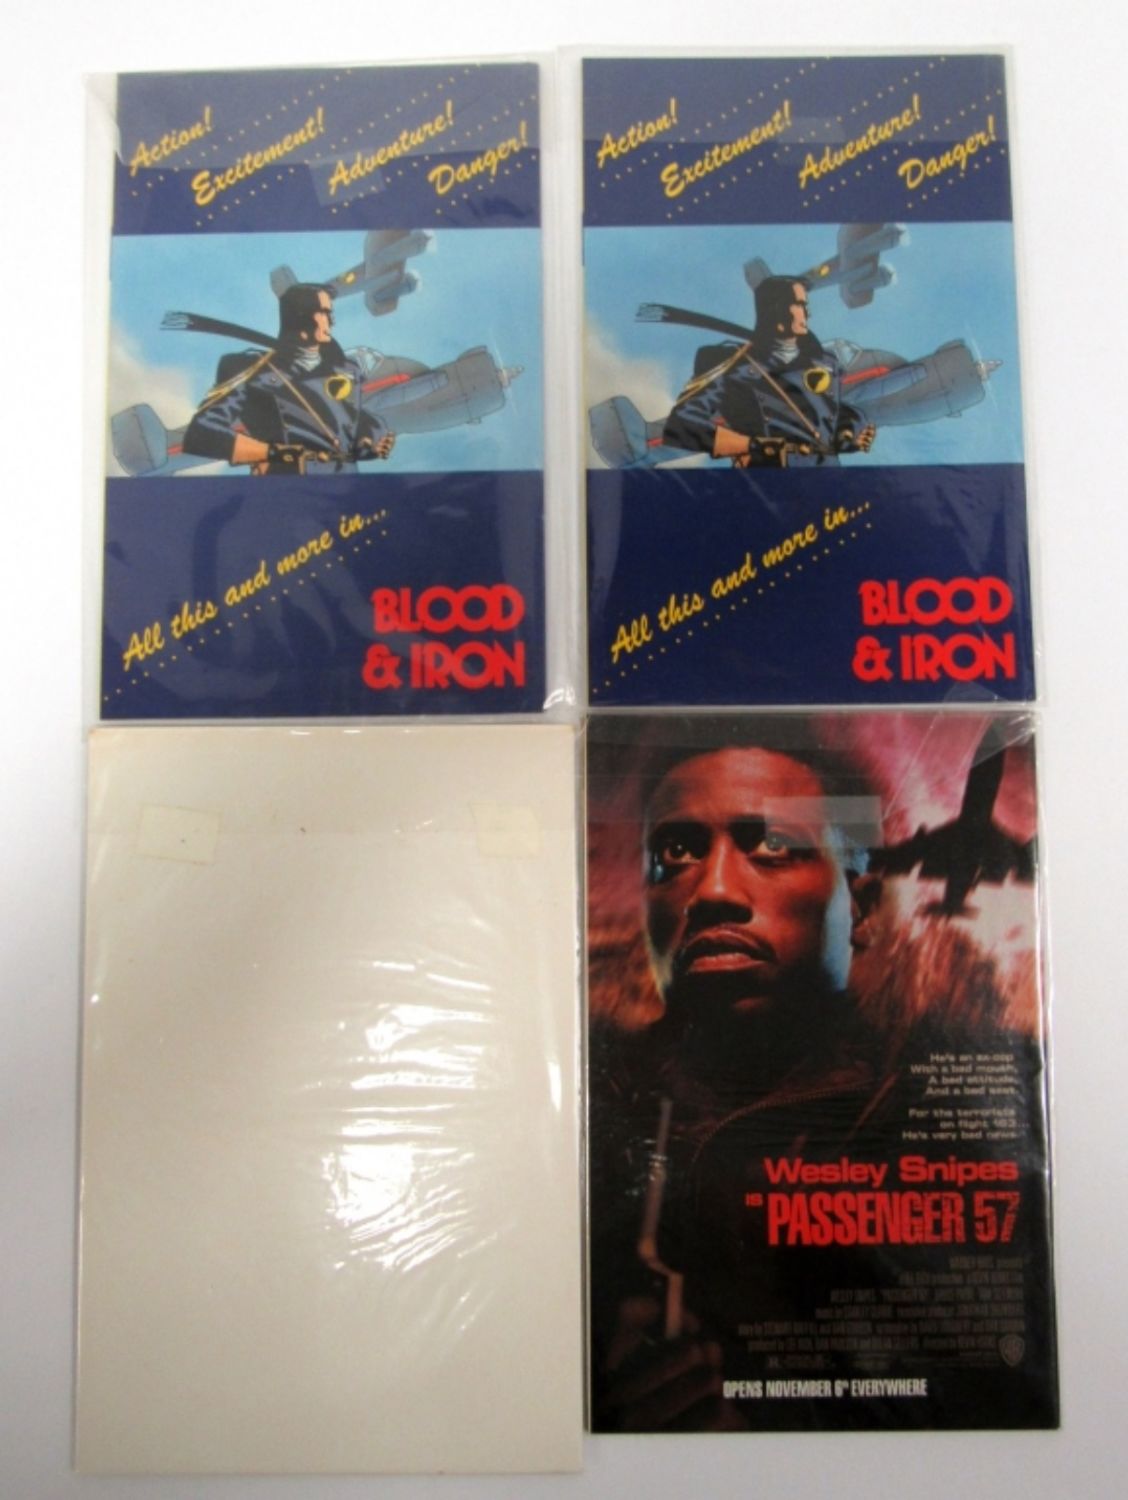 Action!
Excitement!
Adventure!
Danger!
All this and more in...
BLOOD
& IRON
Action!
Excitement!
Adventure!
Danger!
All this and more in...
BLOOD
& IRON
He's an ex-cop
With a bad mouth,
A bad attitude,
And a bad seat.
For the terrorists
on flight 163...
He's very bad news.
Wesley Snipes
IS PASSENGER 57
OPENS NOVEMBER 6th EVERYWHERE